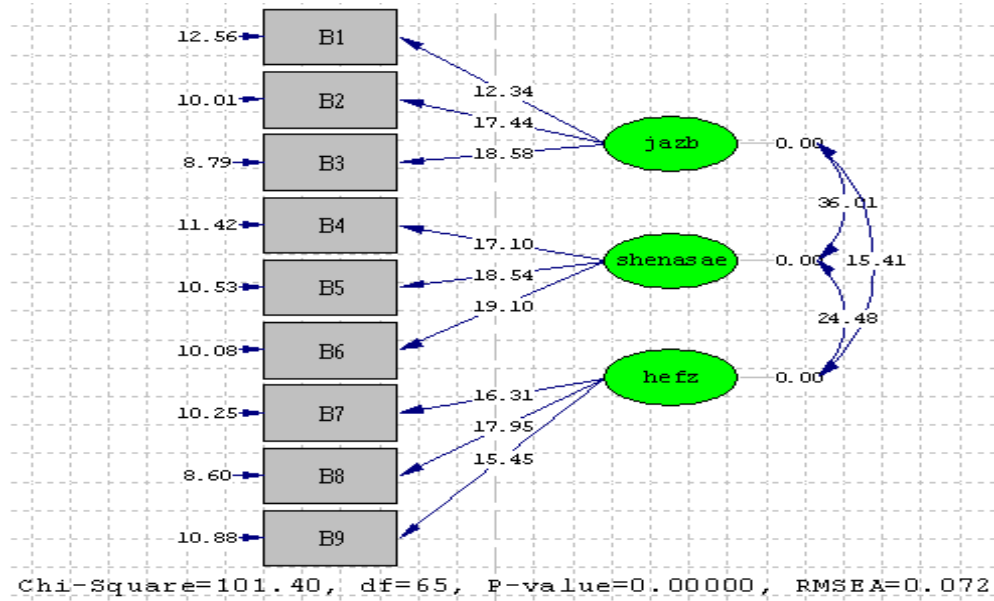 12.56 B1
12.34
10.01 B2
17.44
8.79 B3
18.58
jazb 0.00
11.42 B4
17.10
36.01
10.53 B5
18.54
shenasae 0.00
15.41
19.10
10.08 B6
24.48
10.25 B7
16.31
hefz 0.00
17.95
8.60 B8
15.45
10.88 B9
Chi-Square=101.40, df=65, P-value=0.00000, RMSEA=0.072